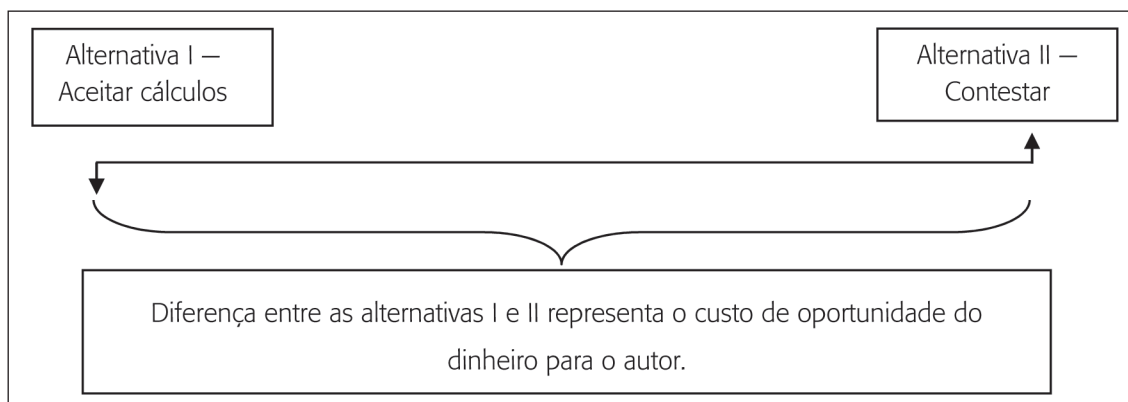 Alternativa I –
Aceitar cálculos
Alternativa II –
Contestar
Diferença entre as alternativas I e II representa o custo de oportunidade do
dinheiro para o autor.